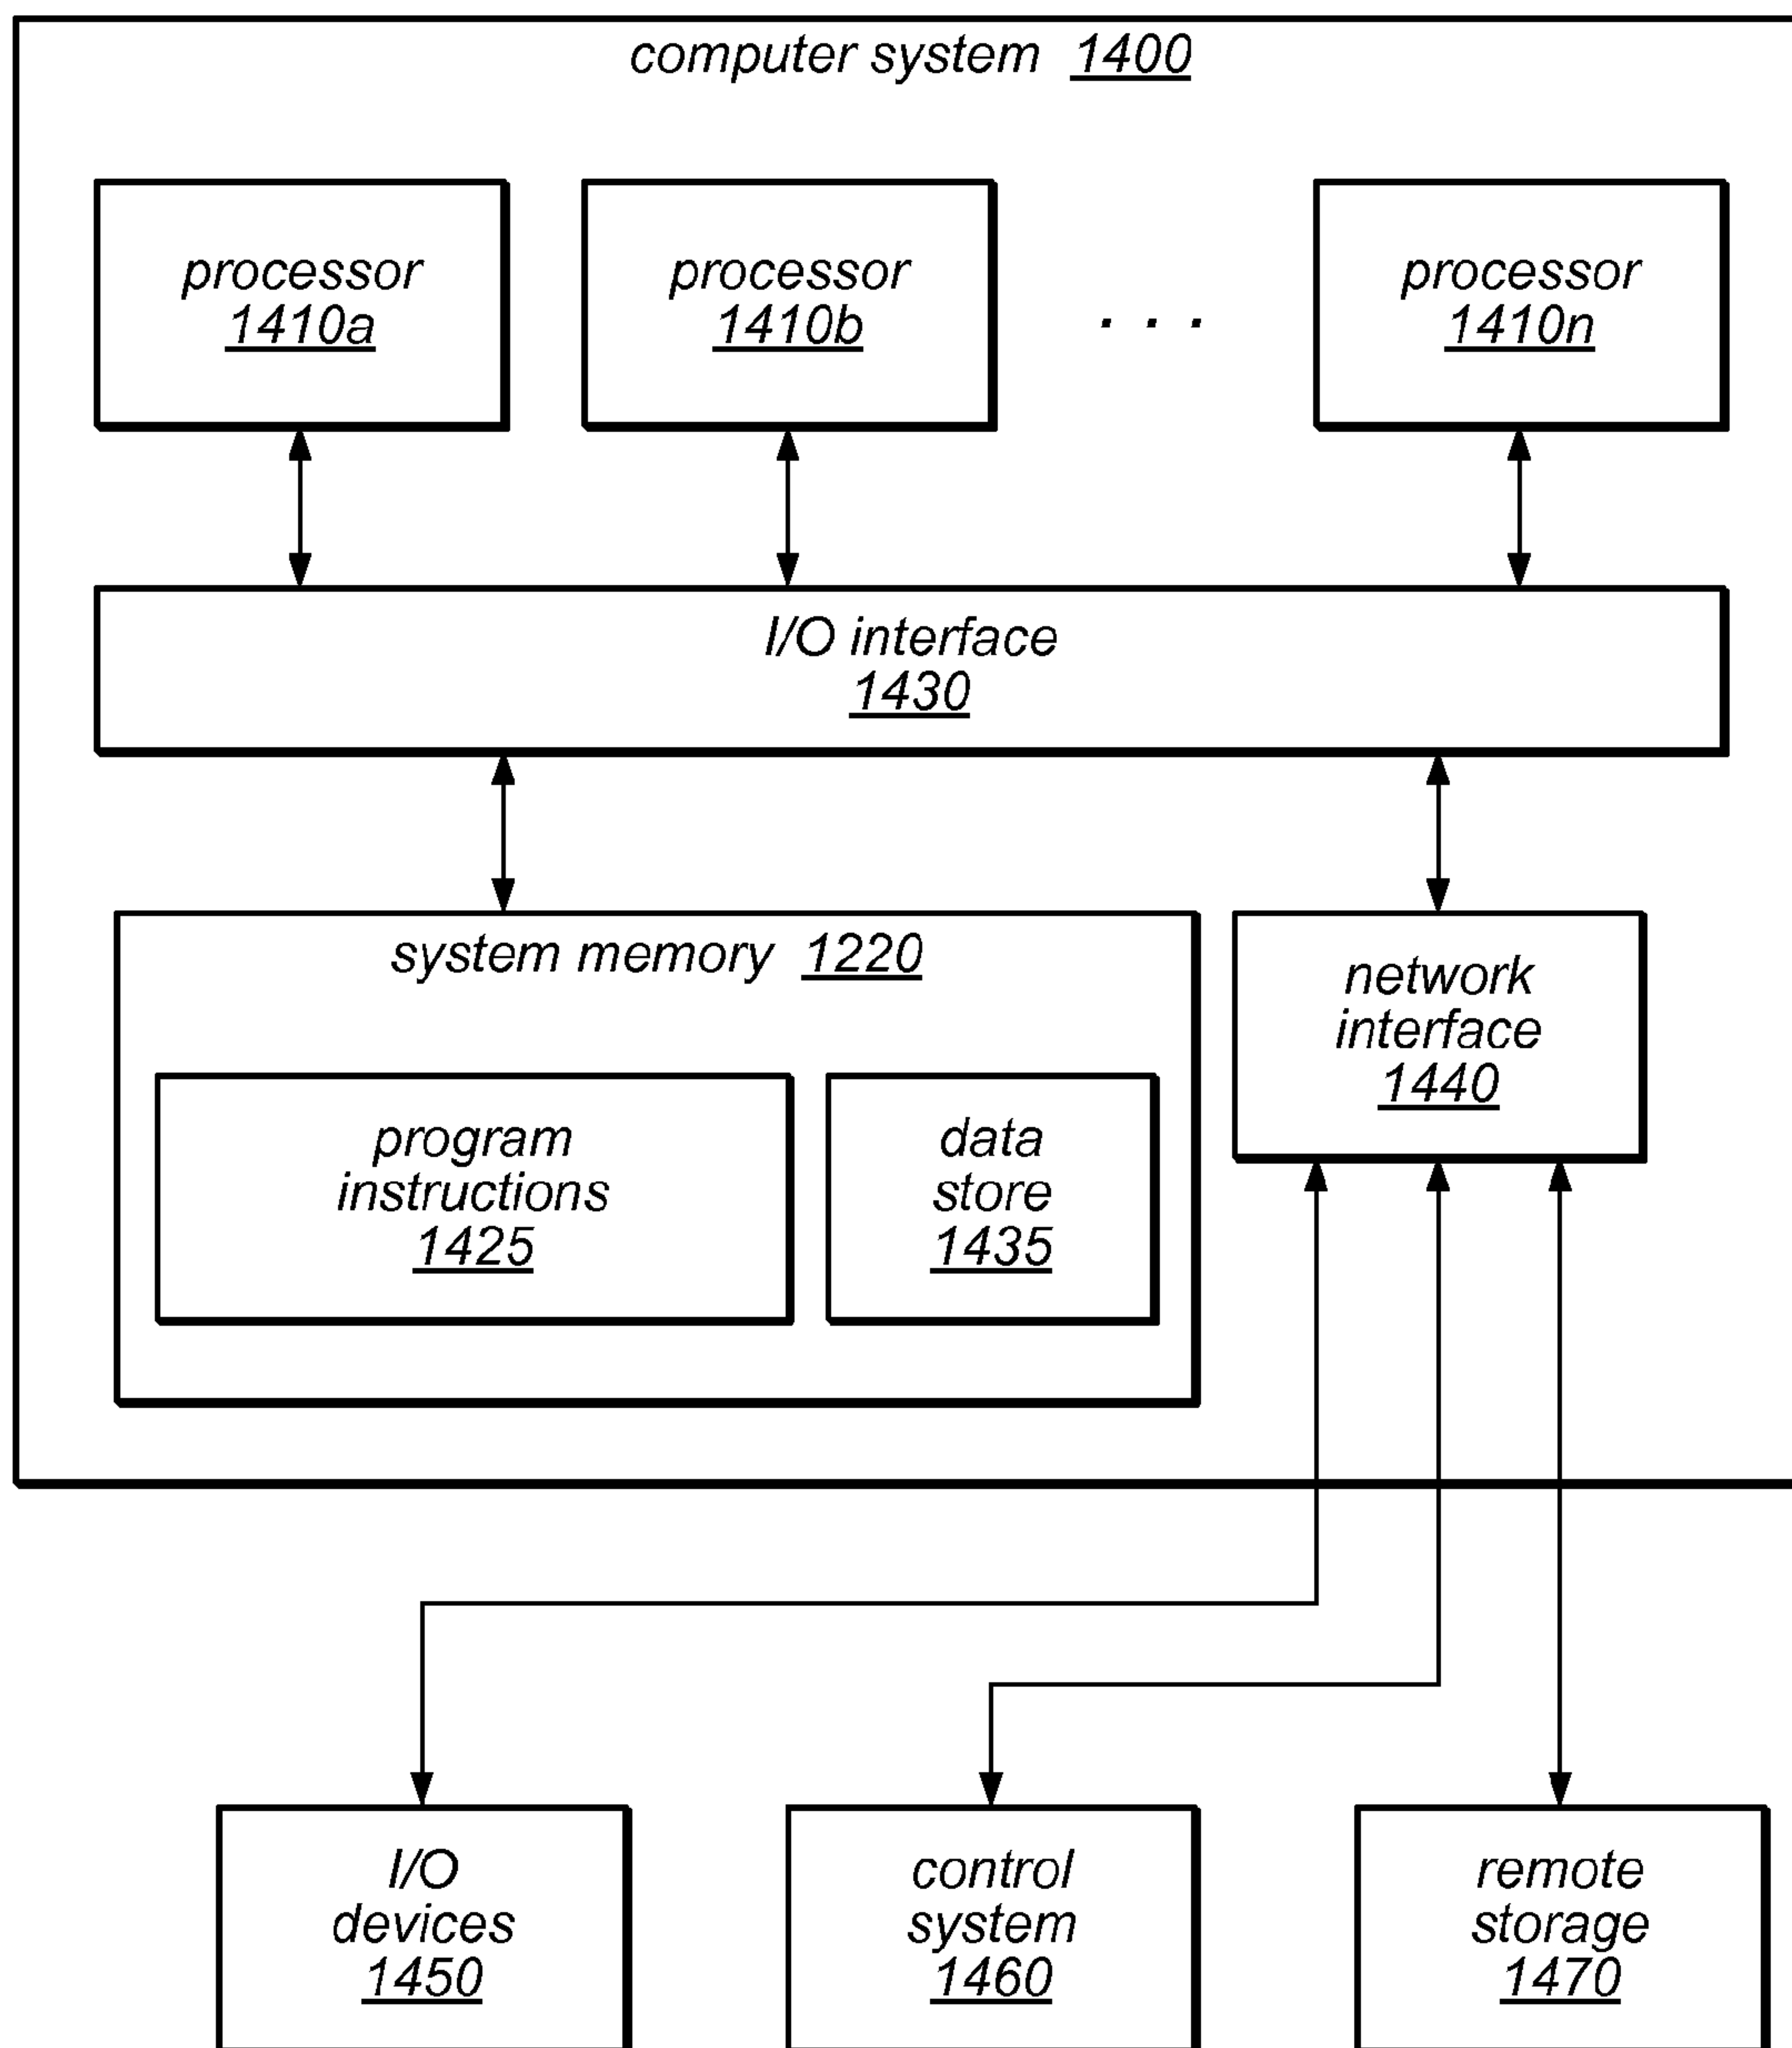 computer system 1400
processor
1410a
processor
1410b
. . .
processor
1410n
I/O interface
1430
system memory 1220
program
instructions
1425
data
store
1435
network
interface
1440
I/O
devices
1450
control
system
1460
remote
storage
1470